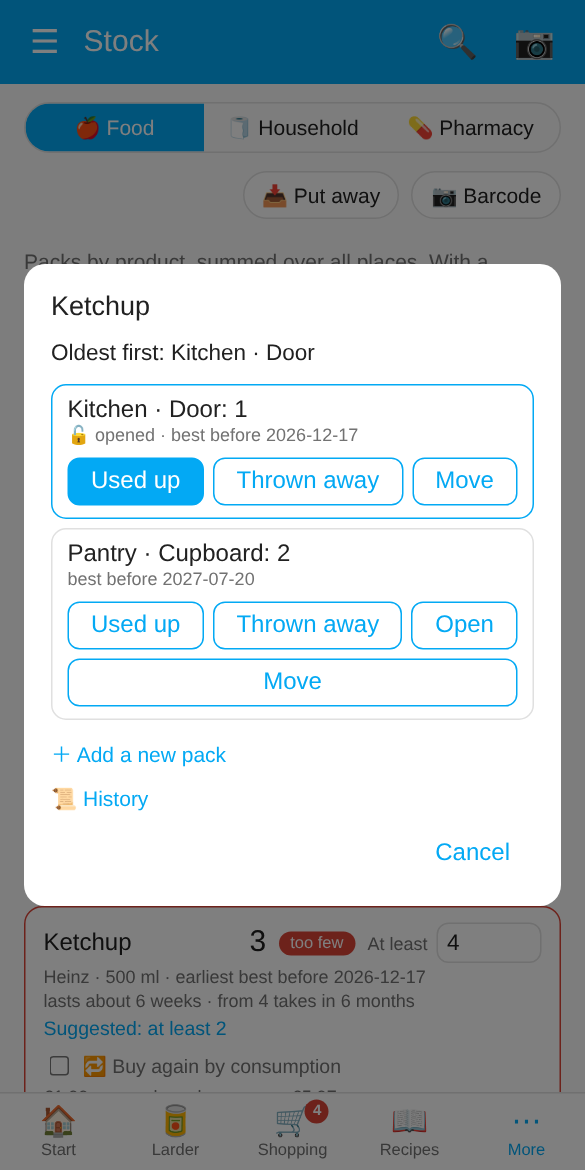 ☰ Stock 🔍 📷
🍎 Food 🧻 Household 💊 Pharmacy
📥 Put away 📷 Barcode
Packs by product, summed over all places. With a
Ketchup
Oldest first: Kitchen · Door
Kitchen · Door: 1
🔓 opened · best before 2026-12-17
Used up Thrown away Move
Pantry · Cupboard: 2
best before 2027-07-20
Used up Thrown away Open
Move
+ Add a new pack
📜 History
Cancel
Ketchup 3 too few At least 4
Heinz · 500 ml · earliest best before 2026-12-17
lasts about 6 weeks · from 4 takes in 6 months
Suggested: at least 2
🔁 Buy again by consumption
4
Start Larder Shopping Recipes More